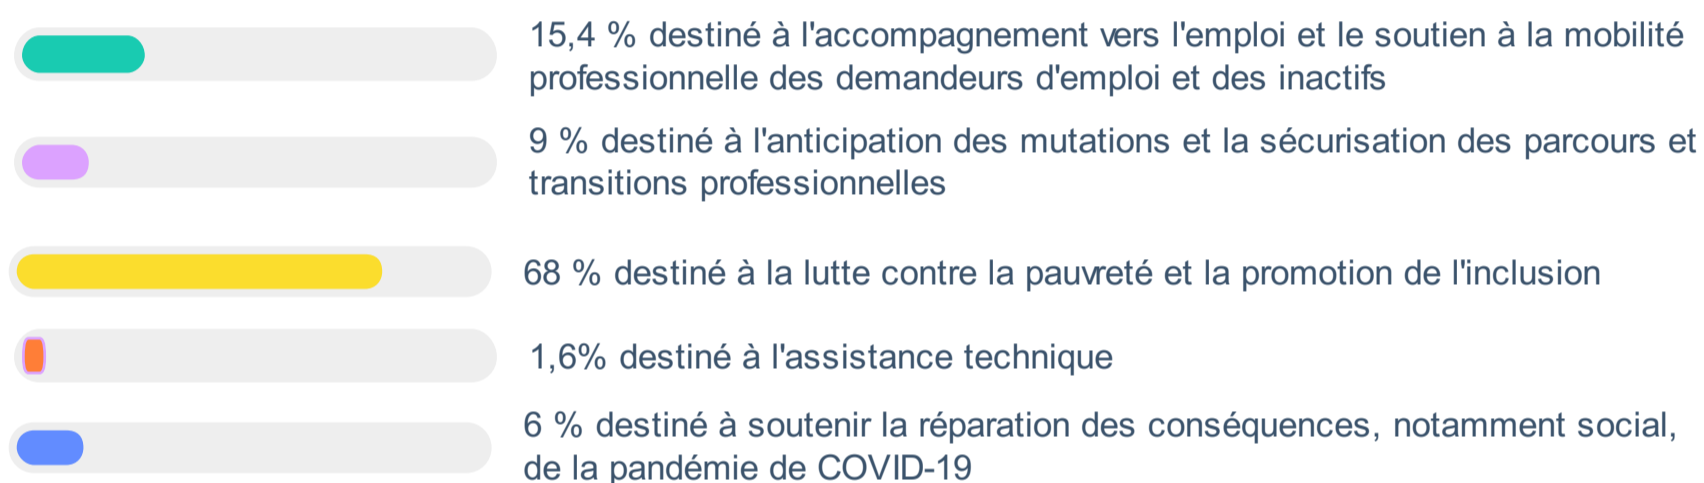 15,4 % destiné à l'accompagnement vers l'emploi et le soutien à la mobilité
professionnelle des demandeurs d'emploi et des inactifs
9 % destiné à l'anticipation des mutations et la sécurisation des parcours et
transitions professionnelles
68 % destiné à la lutte contre la pauvreté et la promotion de l'inclusion
1,6% destiné à l'assistance technique
6 % destiné à soutenir la réparation des conséquences, notamment social,
de la pandémie de COVID-19